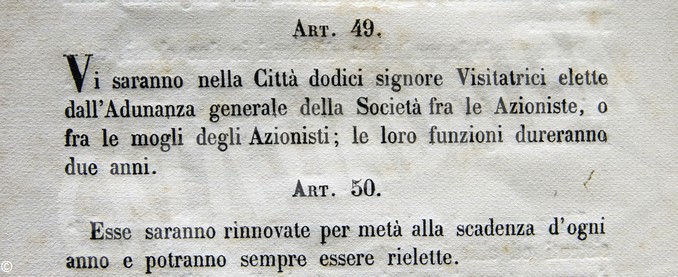 ART. 49.
Vi saranno nella Città dodici signore Visitatrici elette
dall'Adunanza generale della Società fra le Azioniste, o
fra le mogli degli Azionisti; le loro funzioni dureranno
due anni.
ART. 50.
Esse saranno rinnovate per metà alla scadenza d'ogni
anno e potranno sempre essere rielette.
©